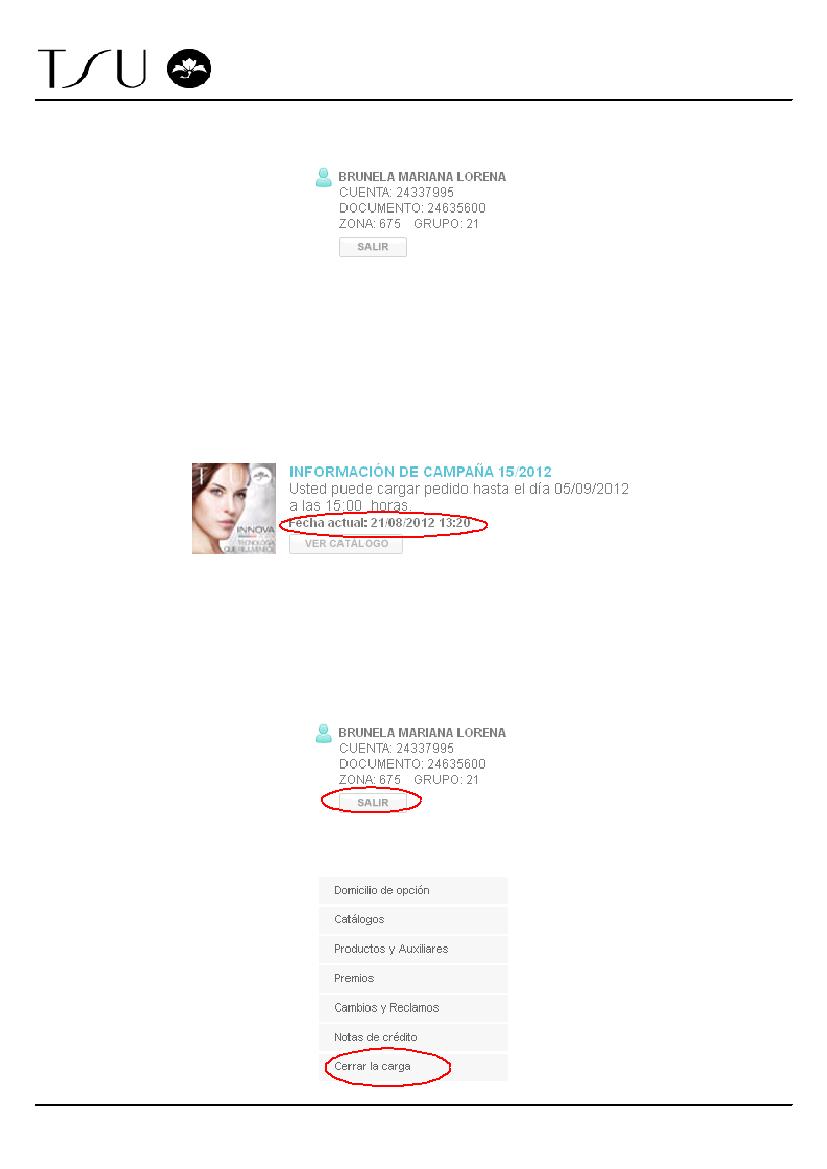 TSU
BRUNELA MARIANA LORENA
CUENTA: 24337995
DOCUMENTO: 24635600
ZONA: 675 GRUPO: 21
SALIR
TSU
INNOVA
TECNOLOGÍA
INFORMACIÓN DE CAMPAÑA 15/2012
Usted puede cargar pedido hasta el día 05/09/2012
a las 15:00 horas.
Fecha actual: 21/08/2012 13:20
VER CATÁLOGO
BRUNELA MARIANA LORENA
CUENTA: 24337995
DOCUMENTO: 24635600
ZONA: 675 GRUPO: 21
SALIR
Domicilio de opción
Catálogos
Productos y Auxiliares
Premios
Cambios y Reclamos
Notas de crédito
Cerrar la carga